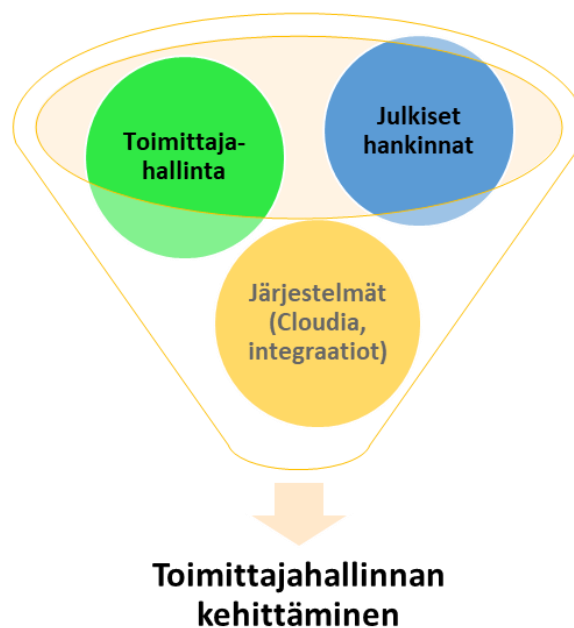 Toimittaja-
hallinta
Julkiset
hankinnat
Järjestelmät
(Cloudia,
integraatiot)
Toimittajahallinnan
kehittäminen